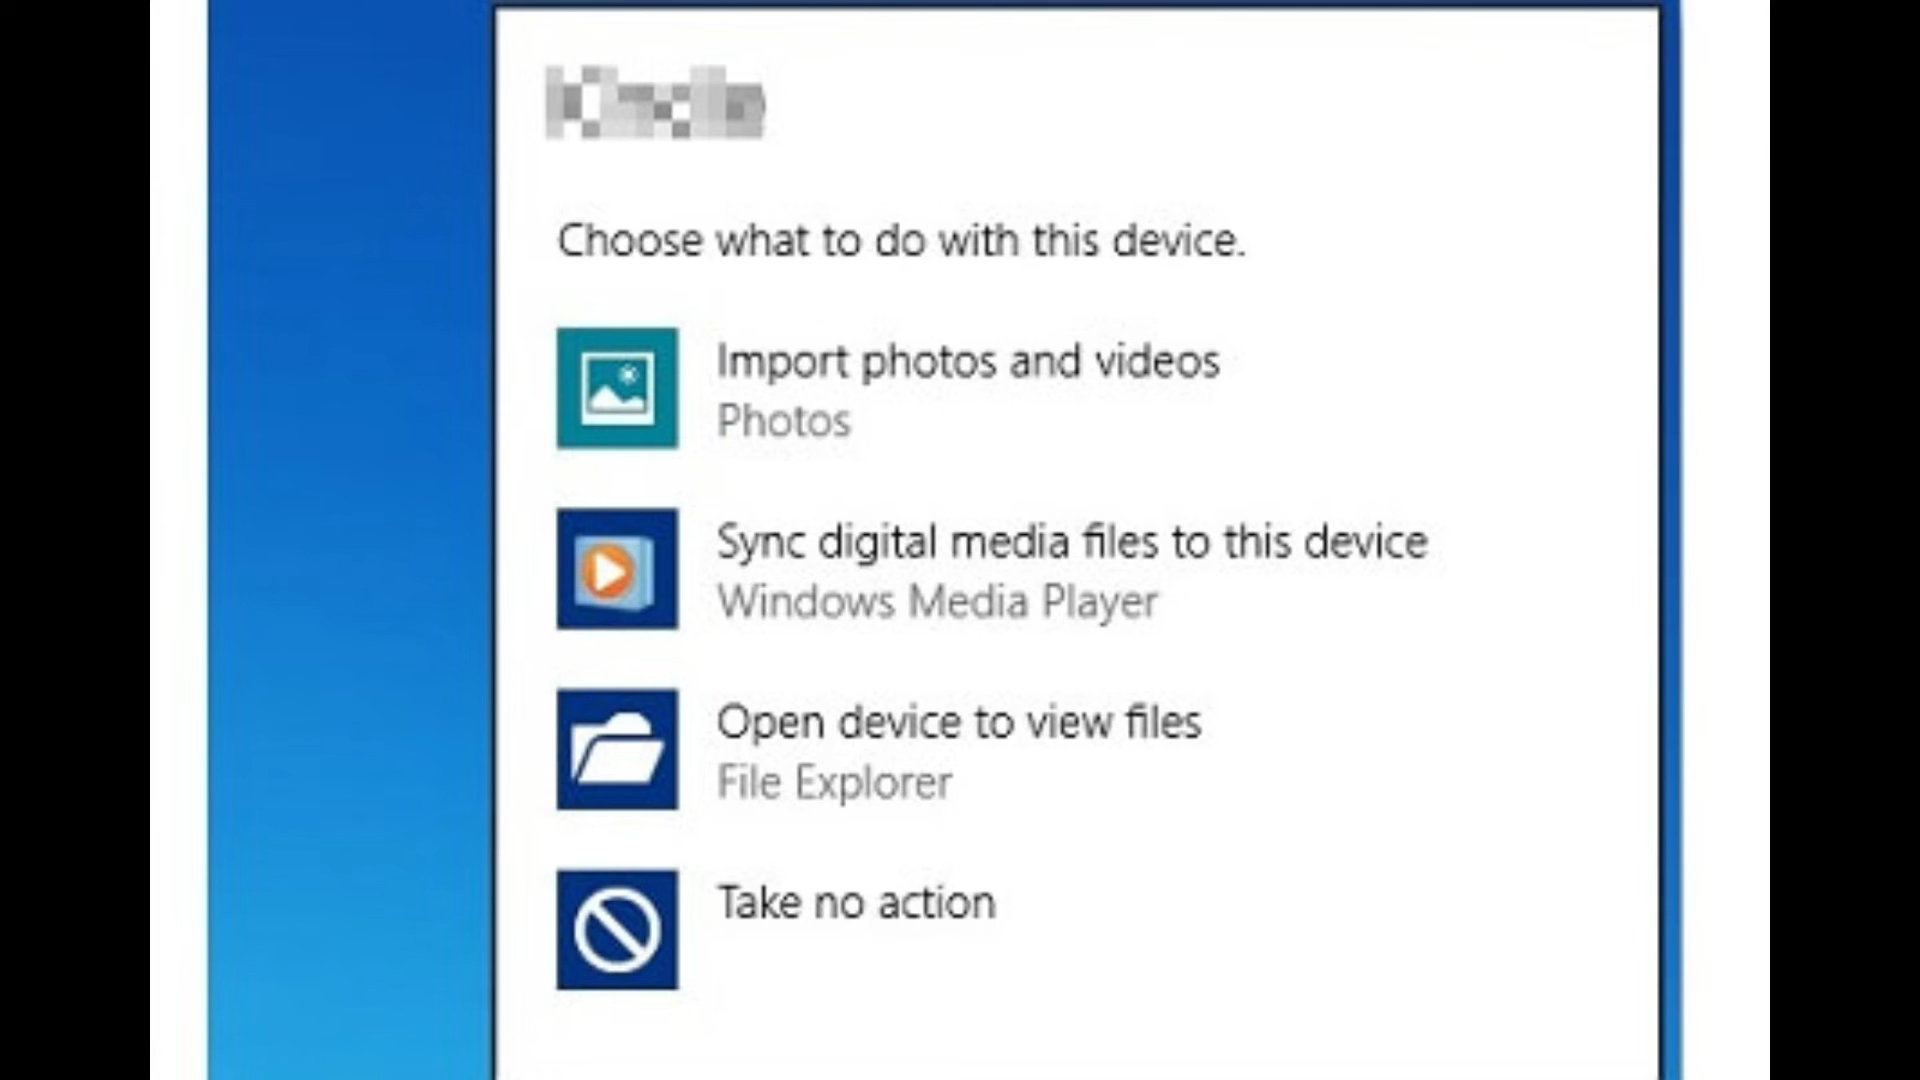 Choose what to do with this device.
Import photos and videos
Photos
Sync digital media files to this device
Windows Media Player
Open device to view files
File Explorer
Take no action